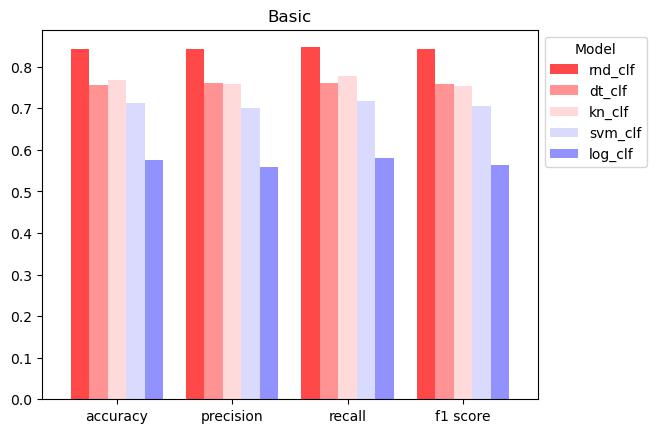 Basic
0.8
0.7
0.6
0.5
0.4
0.3
0.2
0.1
0.0
accuracy precision recall f1 score
Model
rnd_clf
dt_clf
kn_clf
svm_clf
log_clf